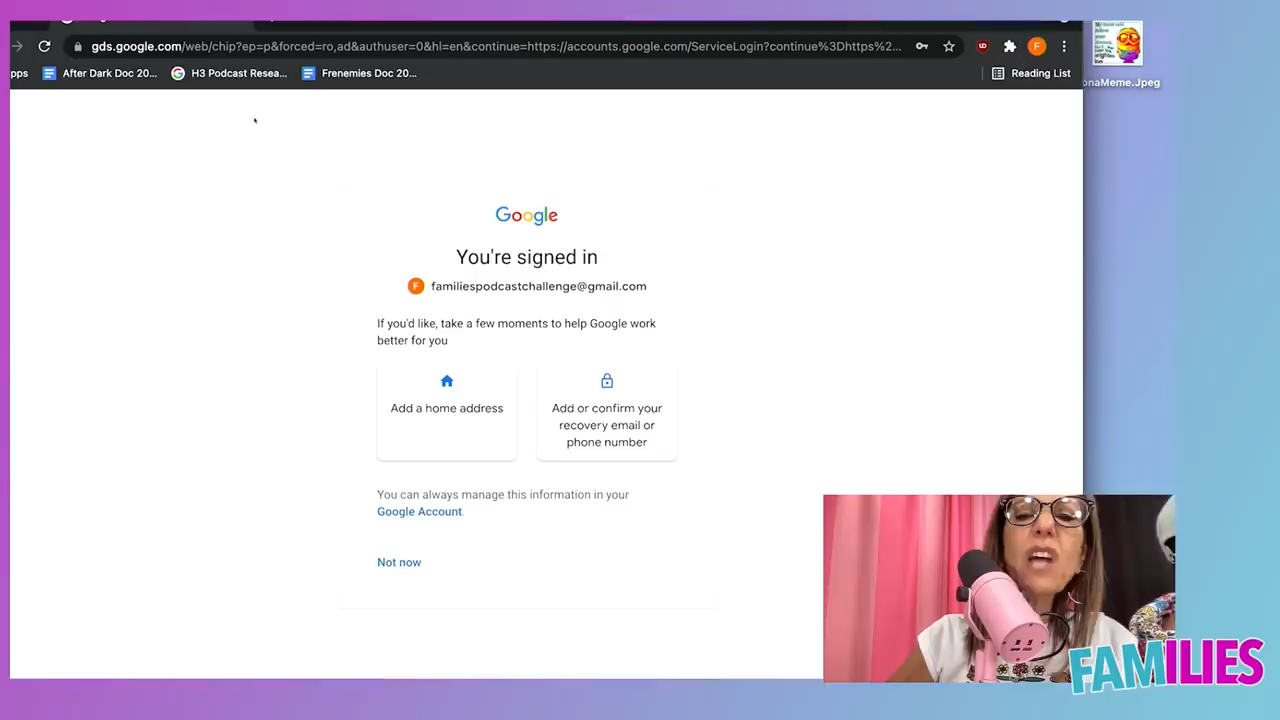 gds.google.com/web/chip?ep=p&forced=ro,ad&authuser=0&hl=en&continue=https://accounts.google.com/ServiceLogin?continue%3Dhttps%...
pps
After Dark Doc 20...
H3 Podcast Resea...
Frenemies Doc 20...
Reading List
onaMeme.Jpeg
Google
You're signed in
F familiespodcastchallenge@gmail.com
If you'd like, take a few moments to help Google work
better for you
Add a home address
Add or confirm your
recovery email or
phone number
You can always manage this information in your
Google Account.
Not now
FAMILIES